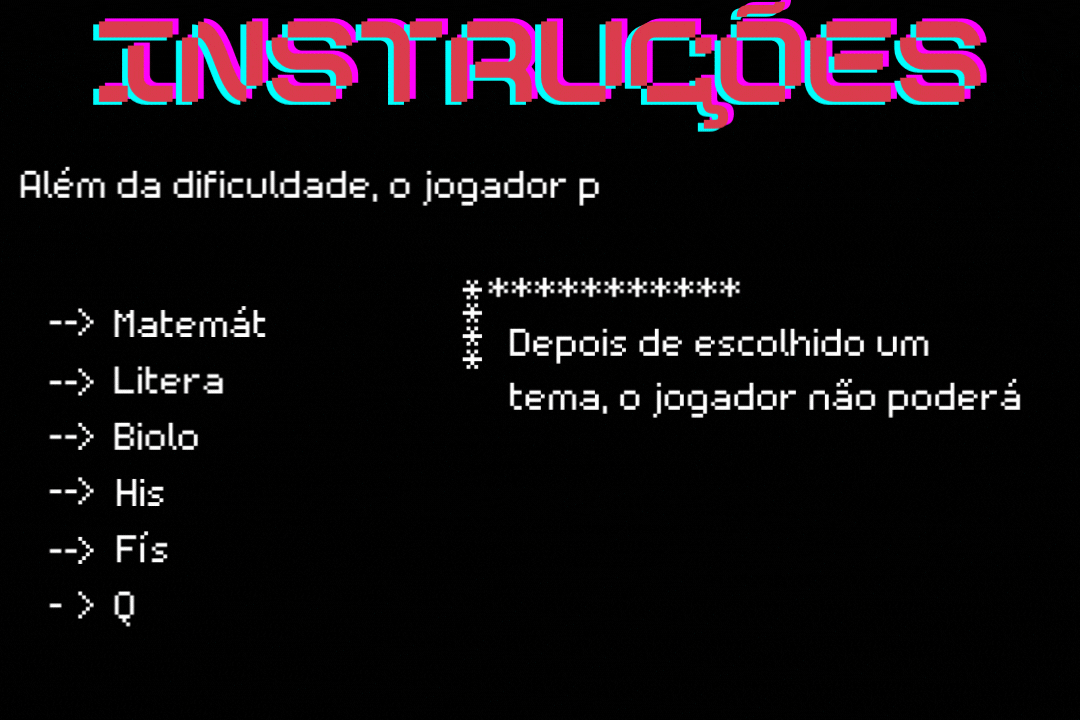 INSTRUÇÕES
Além da dificuldade, o jogador p
--> Matemát
--> Litera
--> Biolo
--> His
--> Fís
- > Q
************
*
*
*
Depois de escolhido um
tema, o jogador não poderá